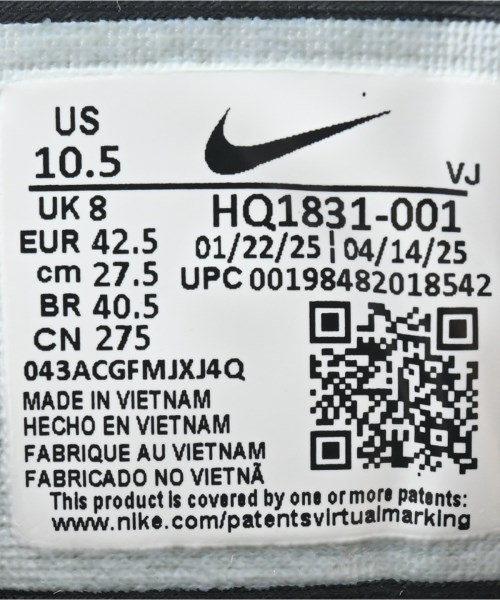 US
10.5
VJ
UK 8
HQ1831-001
EUR 42.5
01/22/25 | 04/14/25
cm 27.5
UPC 00198482018542
BR 40.5
CN 275
043ACGFMJXJ4Q
MADE IN VIETNAM
HECHO EN VIETNAM
FABRIQUE AU VIETNAM
FABRICADO NO VIETNÃ
This product is covered by one or more patents:
www.nike.com/patentsvirtualmarking